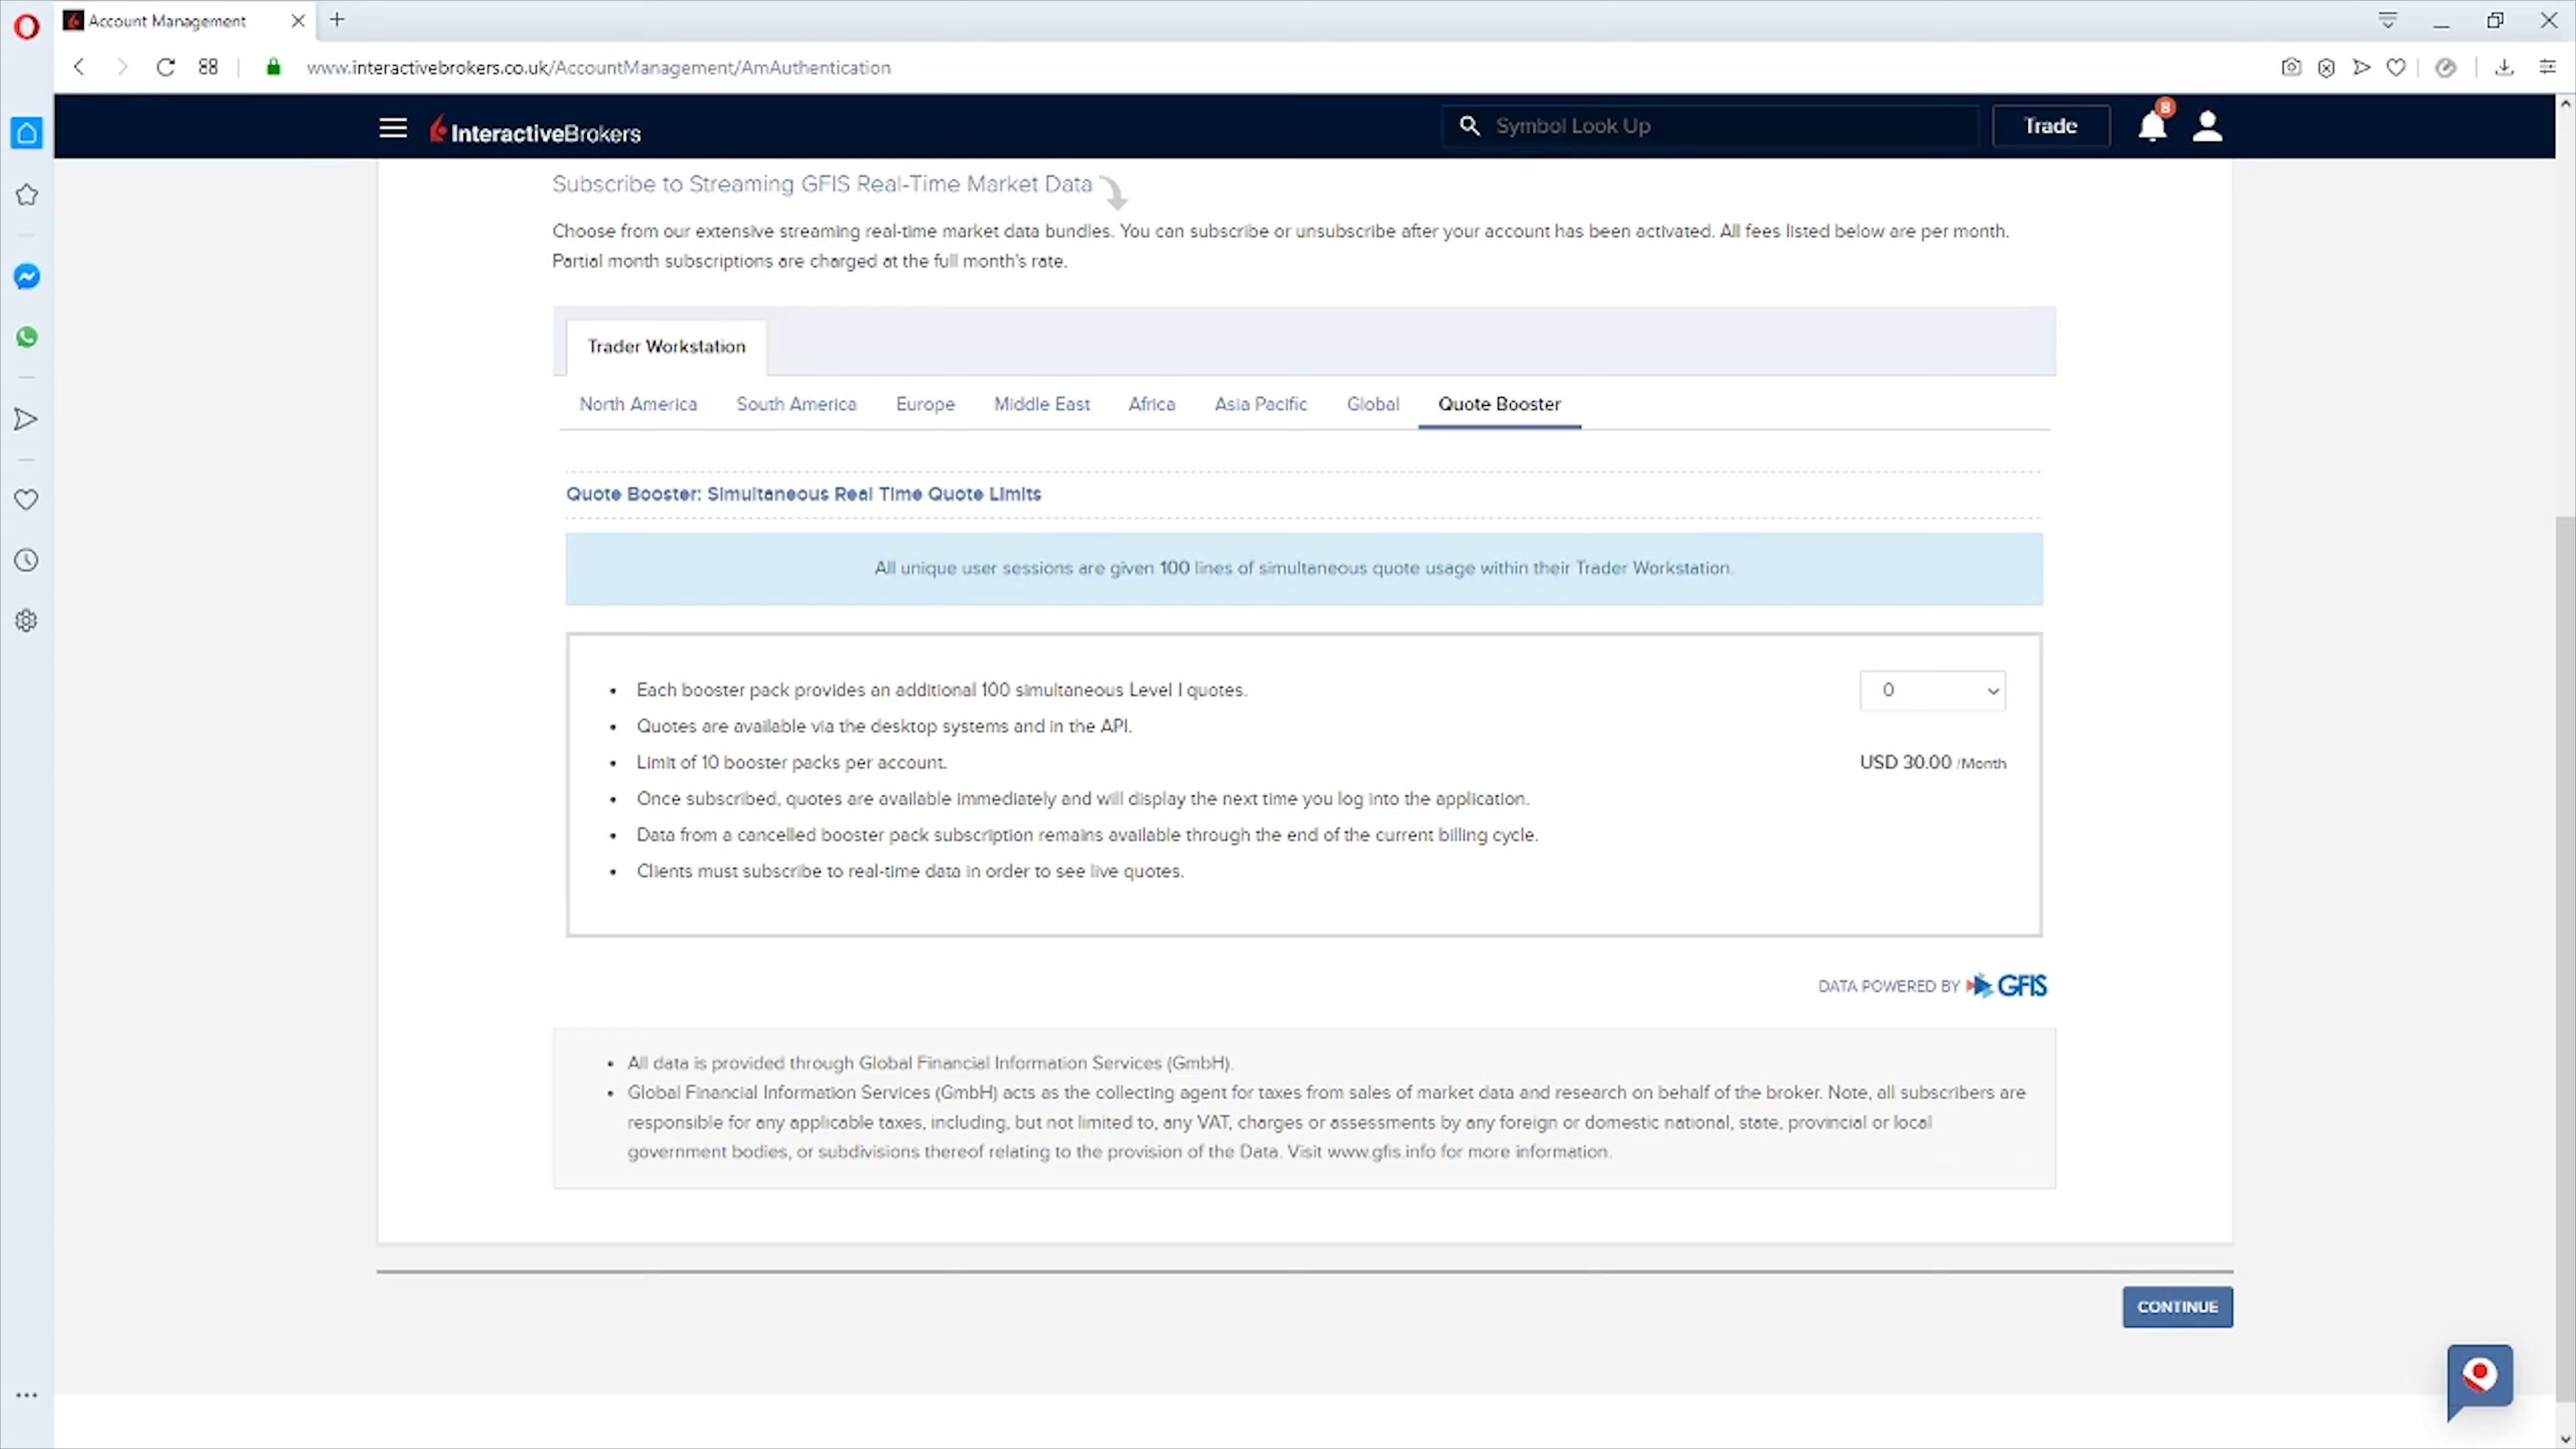 Account Management
www.interactivebrokers.co.uk/AccountManagement/AmAuthentication
InteractiveBrokers
Symbol Look Up
Trade
8
Subscribe to Streaming GFIS Real-Time Market Data
Choose from our extensive streaming real-time market data bundles. You can subscribe or unsubscribe after your account has been activated. All fees listed below are per month.
Partial month subscriptions are charged at the full month's rate.
Trader Workstation
North America South America Europe Middle East Africa Asia Pacific Global Quote Booster
Quote Booster: Simultaneous Real Time Quote Limits
All unique user sessions are given 100 lines of simultaneous quote usage within their Trader Workstation.
• Each booster pack provides an additional 100 simultaneous Level I quotes.
0
• Quotes are available via the desktop systems and in the API.
• Limit of 10 booster packs per account.
USD 30.00 /Month
• Once subscribed, quotes are available immediately and will display the next time you log into the application.
• Data from a cancelled booster pack subscription remains available through the end of the current billing cycle.
• Clients must subscribe to real-time data in order to see live quotes.
DATA POWERED BY GFIS
• All data is provided through Global Financial Information Services (GmbH).
• Global Financial Information Services (GmbH) acts as the collecting agent for taxes from sales of market data and research on behalf of the broker. Note, all subscribers are
responsible for any applicable taxes, including, but not limited to, any VAT, charges or assessments by any foreign or domestic national, state, provincial or local
government bodies, or subdivisions thereof relating to the provision of the Data. Visit www.gfis.info for more information.
CONTINUE